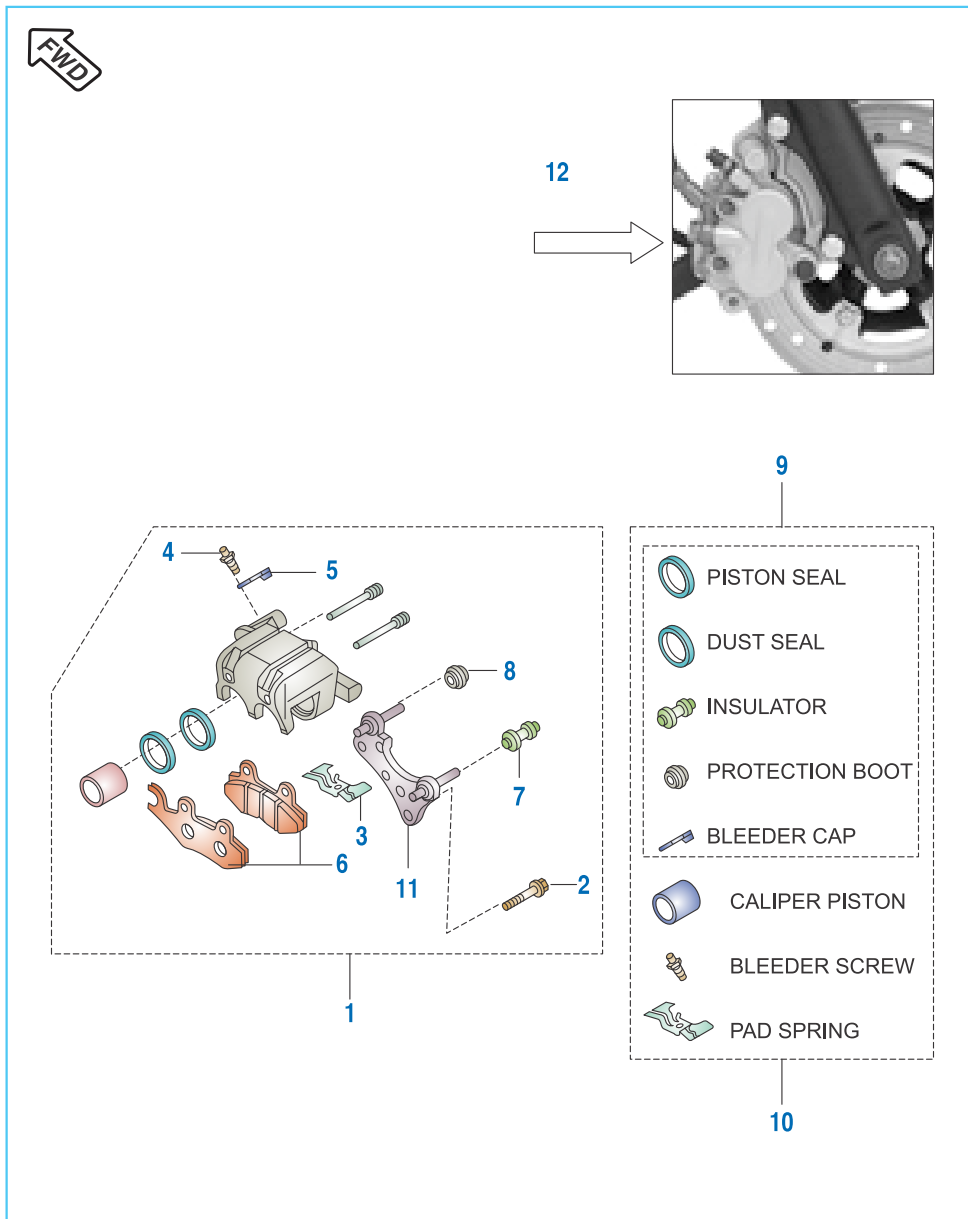 FWD
12
9
4
5
PISTON SEAL
DUST SEAL
8
INSULATOR
7
PROTECTION BOOT
3
BLEEDER CAP
6
11
2
CALIPER PISTON
BLEEDER SCREW
1
PAD SPRING
10